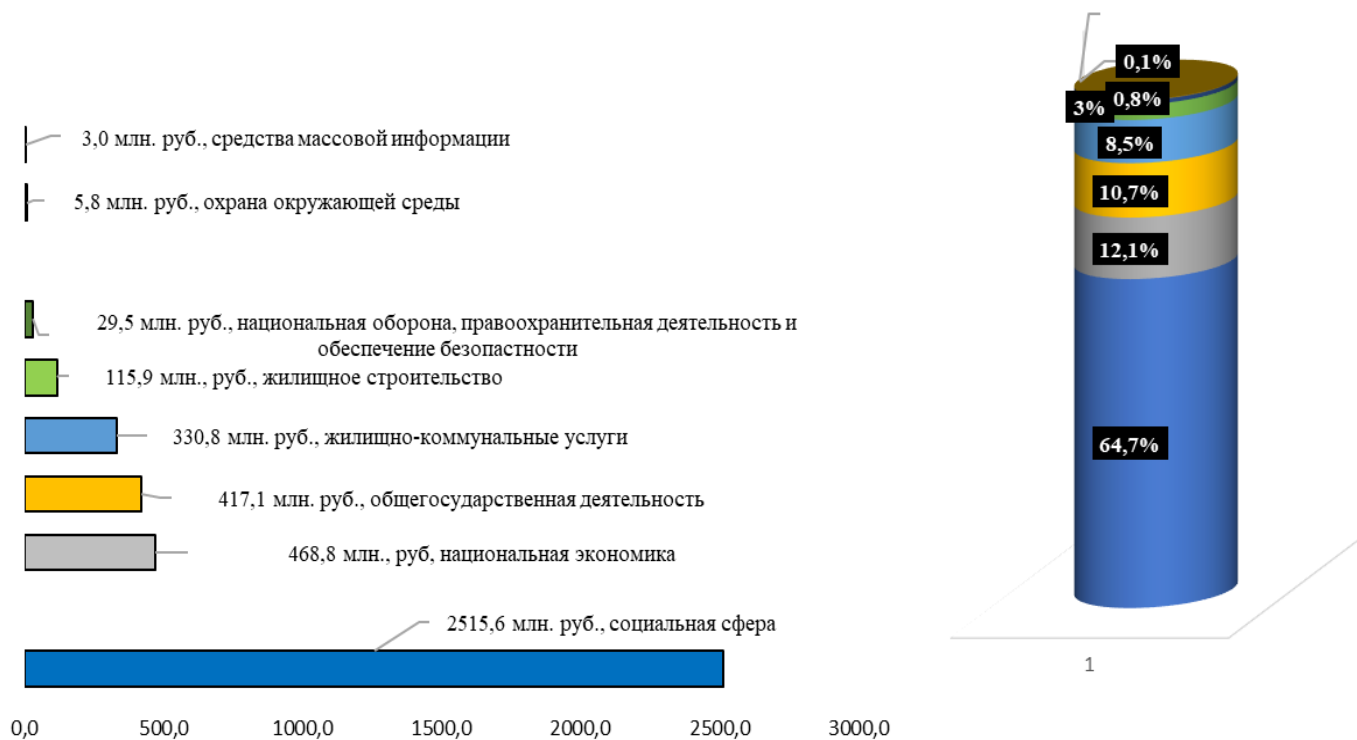 3,0 млн. руб., средства массовой информации
5,8 млн. руб., охрана окружающей среды
29,5 млн. руб., национальная оборона, правоохранительная деятельность и
обеспечение безопастности
115,9 млн., руб., жилищное строительство
330,8 млн. руб., жилищно-коммунальные услуги
417,1 млн. руб., общегосударственная деятельность
468,8 млн., руб, национальная экономика
2515,6 млн. руб., социальная сфера
0,0 500,0 1000,0 1500,0 2000,0 2500,0 3000,0
0,1%
3% 0,8%
8,5%
10,7%
12,1%
64,7%
1